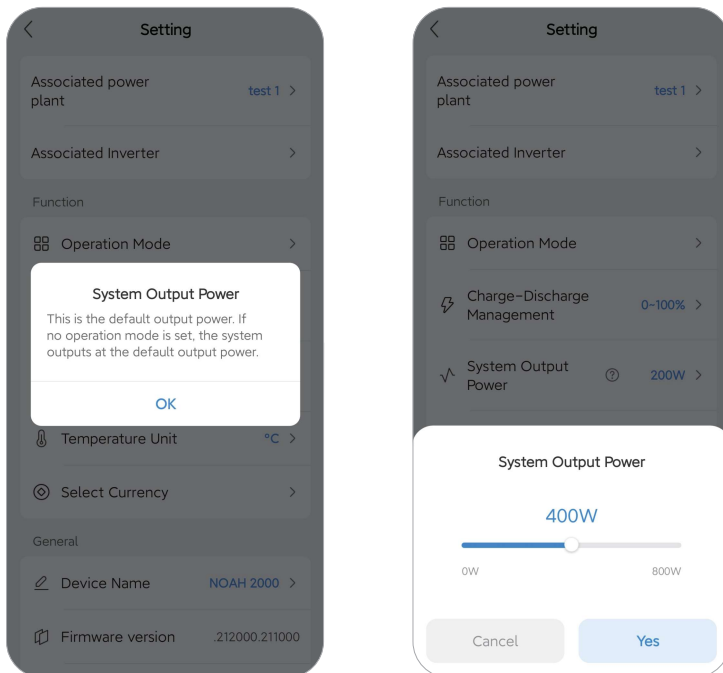 Setting
Associated power
plant
test 1
Associated Inverter
Function
Operation Mode
System Output Power
This is the default output power. If
no operation mode is set, the system
outputs at the default output power.
OK
Temperature Unit
°C
Select Currency
General
Device Name
NOAH 2000
Firmware version
.212000.211000
Setting
Associated power
plant
test 1
Associated Inverter
Function
Operation Mode
Charge-Discharge
Management
0-100%
System Output
Power
200W
System Output Power
400W
0W
800W
Cancel
Yes